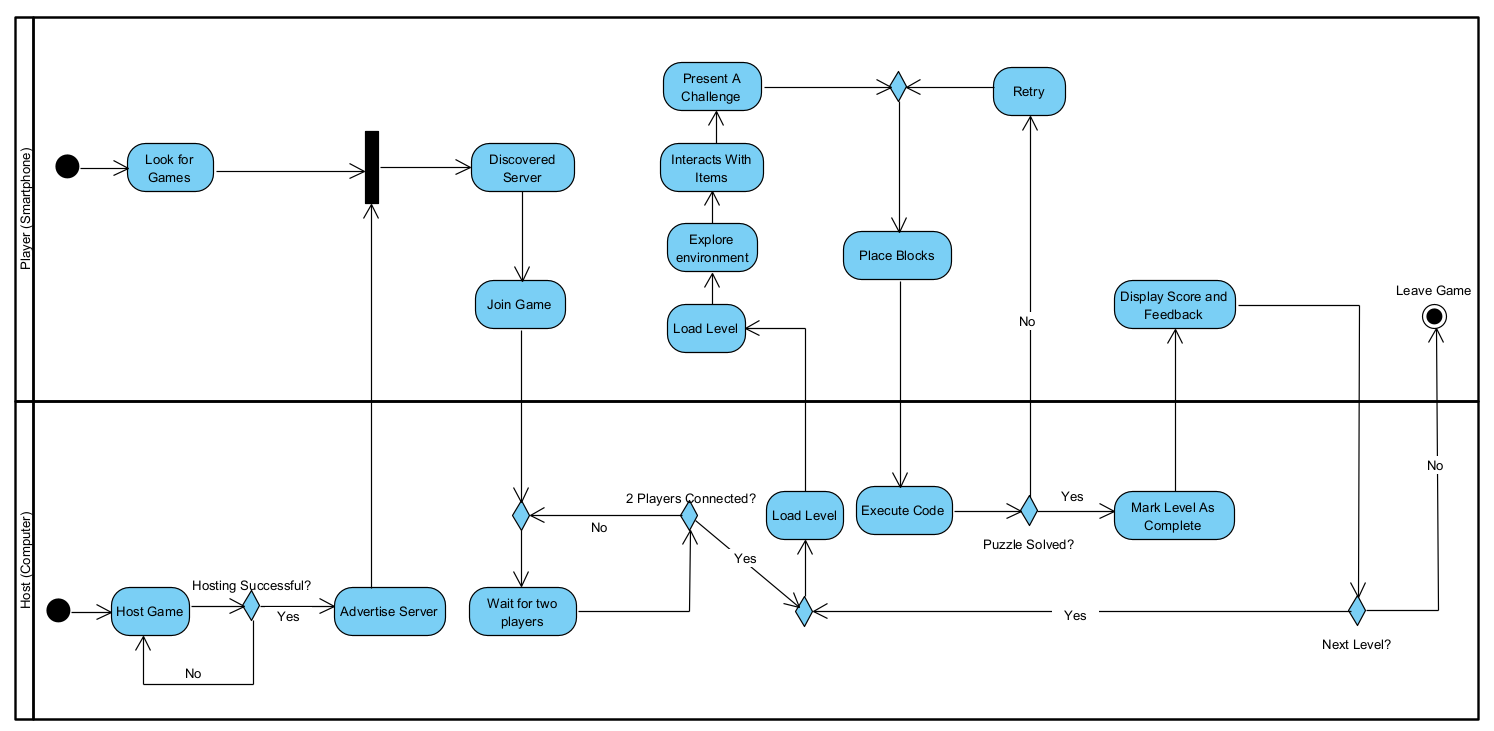 Player (Smartphone)
Look for
Games
Discovered
Server
Join Game
Present A
Challenge
Interacts With
Items
Explore
environment
Load Level
Retry
Place Blocks
No
Display Score and
Feedback
Leave Game
Host (Computer)
Host Game
Hosting Successful?
Yes
No
Advertise Server
2 Players Connected?
No
Yes
Wait for two
players
Load Level
Execute Code
Puzzle Solved?
Yes
Mark Level As
Complete
Yes
Next Level?
No